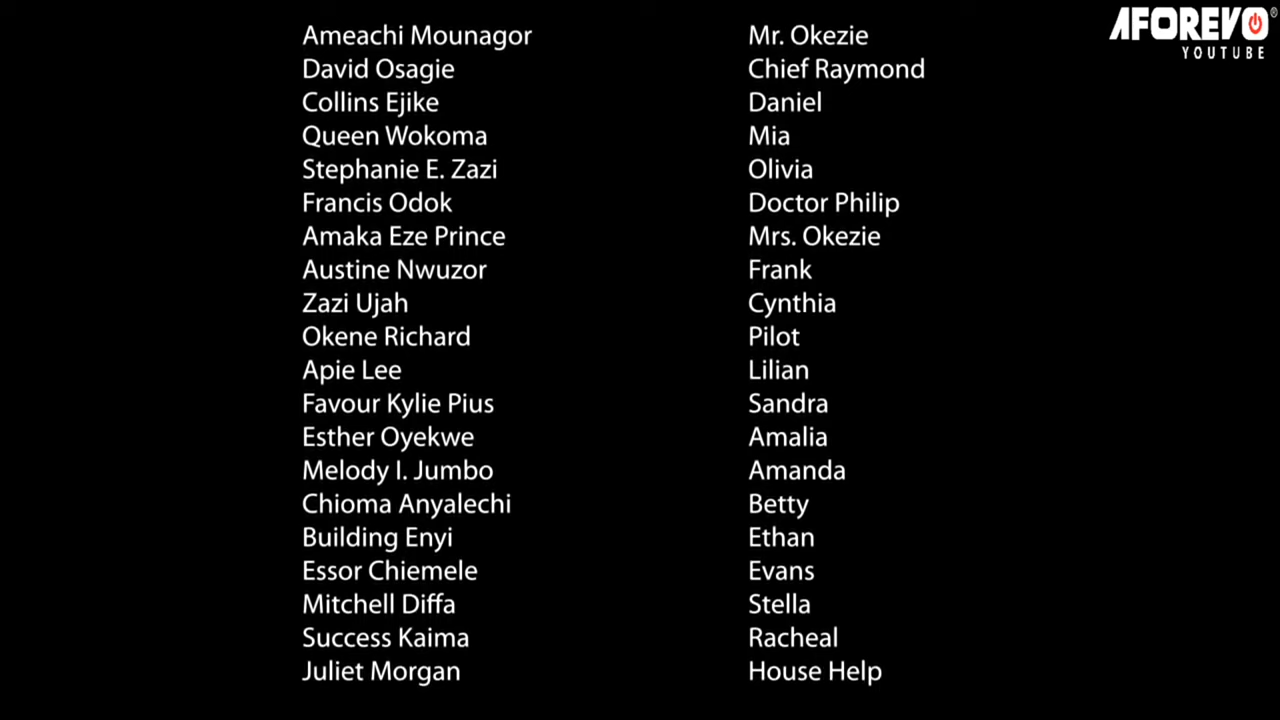 AFOREVO
YOUTUBE
Ameachi Mounagor Mr. Okezie
David Osagie Chief Raymond
Collins Ejike Daniel
Queen Wokoma Mia
Stephanie E. Zazi Olivia
Francis Odok Doctor Philip
Amaka Eze Prince Mrs. Okezie
Austine Nwuzor Frank
Zazi Ujah Cynthia
Okene Richard Pilot
Apie Lee Lilian
Favour Kylie Pius Sandra
Esther Oyekwe Amalia
Melody I. Jumbo Amanda
Chioma Anyalechi Betty
Building Enyi Ethan
Essor Chiemele Evans
Mitchell Diffa Stella
Success Kaima Racheal
Juliet Morgan House Help